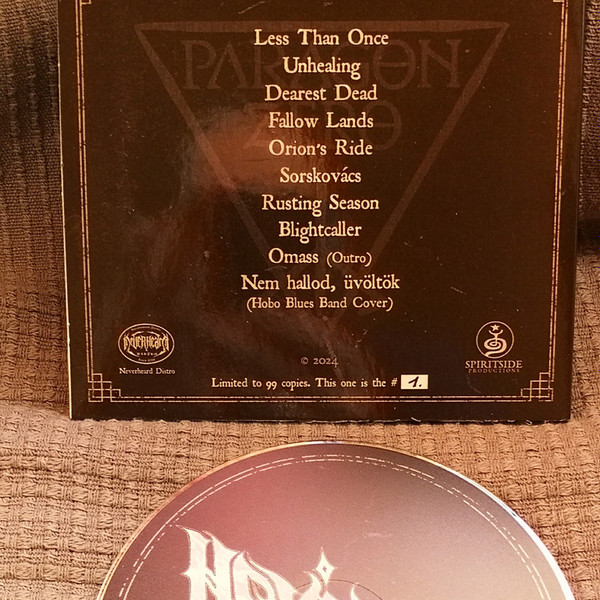 Less Than Once
Unhealing
Dearest Dead
Fallow Lands
Orion's Ride
Sorskovács
Rusting Season
Blightcaller
Omass (Outro)
Nem hallod, üvöltök
(Hobo Blues Band Cover)
NEVERHEARD
Neverheard Distro
SPIRITSIDE
PRODUCTIONS
© 2024
Limited to 99 copies. This one is the # 1.